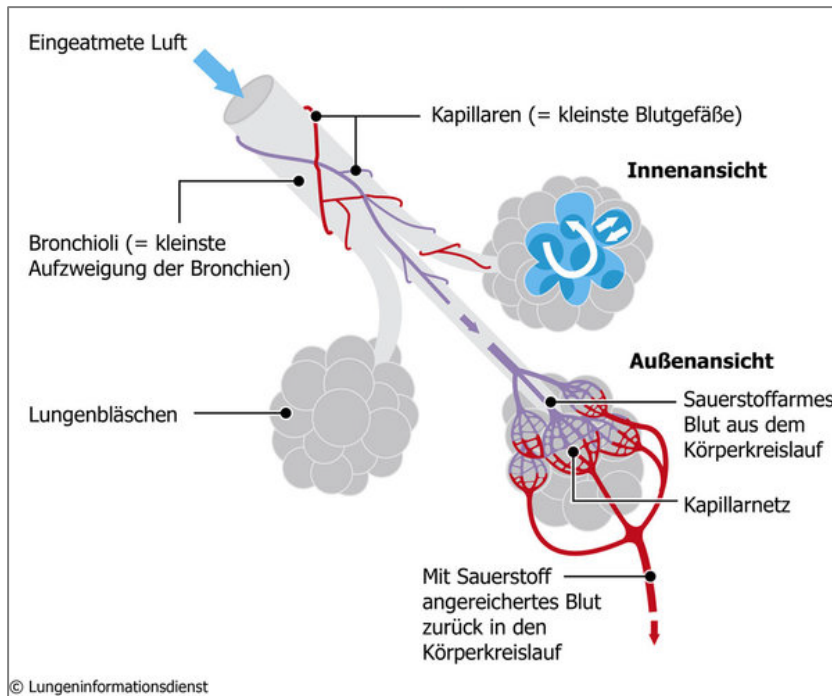 Eingeatmete Luft
Kapillaren (= kleinste Blutgefäße)
Innenansicht
Bronchioli (= kleinste
Aufzweigung der Bronchien)
Außenansicht
Lungenbläschen
Sauerstoffarmes
Blut aus dem
Körperkreislauf
Kapillarnetz
Mit Sauerstoff
angereichertes Blut
zurück in den
Körperkreislauf
© Lungeninformationsdienst